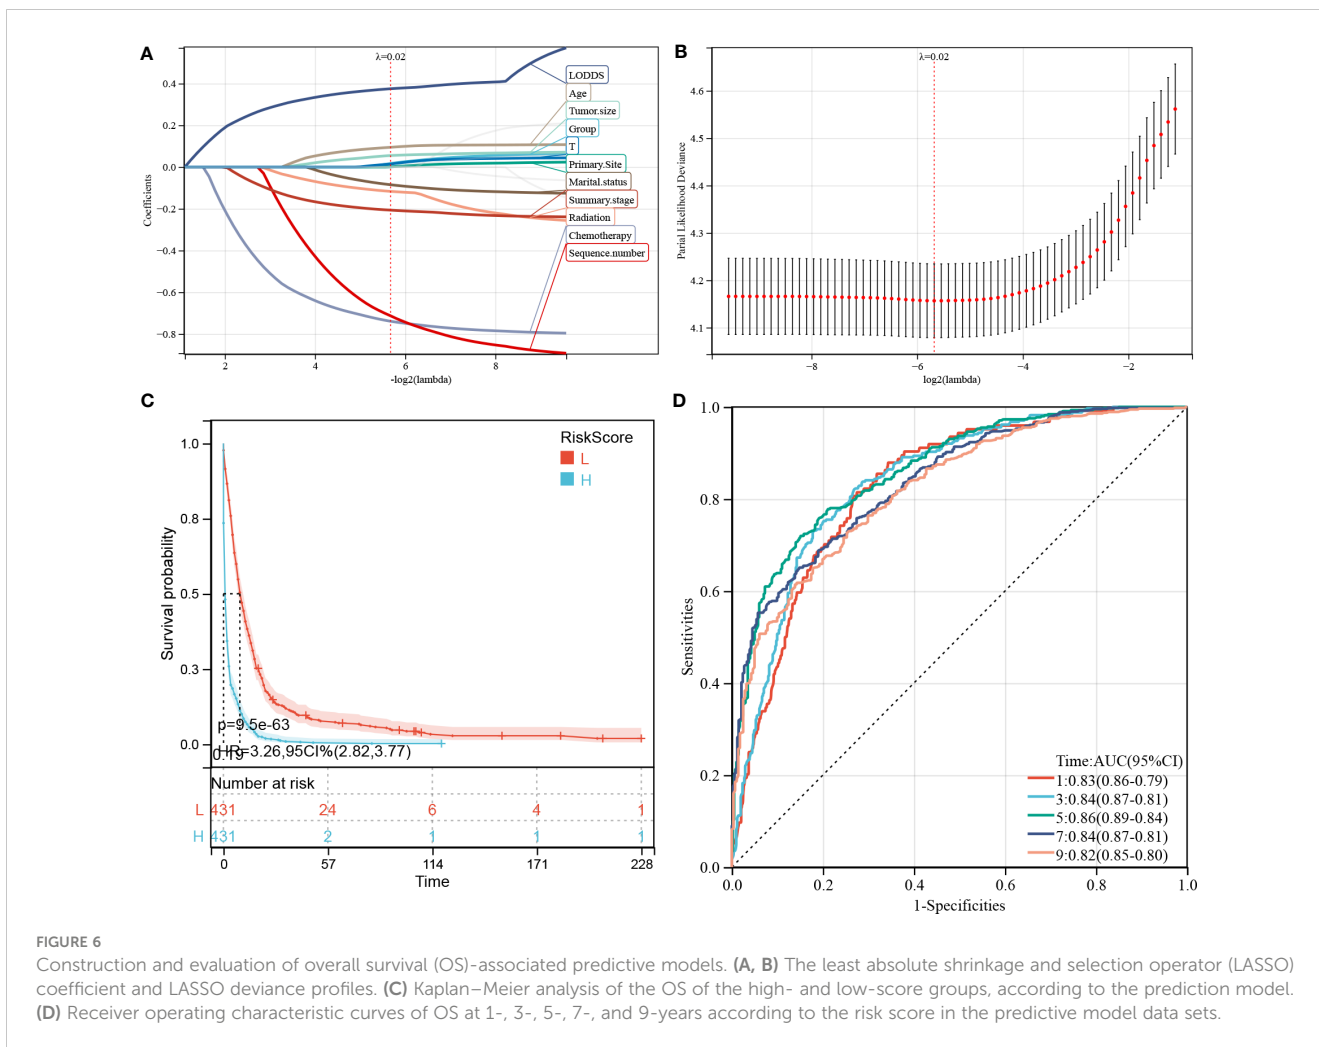 A
λ=0.02
0.4
0.2
0.0
−0.2
−0.4
−0.6
−0.8
Coefficients
2
4
6
8
-log2(lambda)
LODDS
Age
Tumor.size
Group
T
Primary.Site
Marital.status
Summary.stage
Radiation
Chemotherapy
Sequence.number
B
λ=0.02
4.6
4.5
4.4
4.3
4.2
4.1
Parial Likelihood Deviance
−8
−6
−4
−2
log2(lambda)
C
RiskScore
L
H
1.0
0.8
0.5
0.3
0.0
Survival probability
p=9.5e-63
HR=3.26,95CI%(2.82,3.77)
Number at risk
L 431 24 6 4 1
H 431 2 1 1 1
0 57 114 171 228
Time
D
1.0
0.8
0.6
0.4
0.2
0.0
Sensitivities
Time:AUC(95%CI)
1:0.83(0.86-0.79)
3:0.84(0.87-0.81)
5:0.86(0.89-0.84)
7:0.84(0.87-0.81)
9:0.82(0.85-0.80)
0.0 0.2 0.4 0.6 0.8 1.0
1-Specificities
FIGURE 6
Construction and evaluation of overall survival (OS)-associated predictive models. (A, B) The least absolute shrinkage and selection operator (LASSO)
coefficient and LASSO deviance profiles. (C) Kaplan–Meier analysis of the OS of the high- and low-score groups, according to the prediction model.
(D) Receiver operating characteristic curves of OS at 1-, 3-, 5-, 7-, and 9-years according to the risk score in the predictive model data sets.